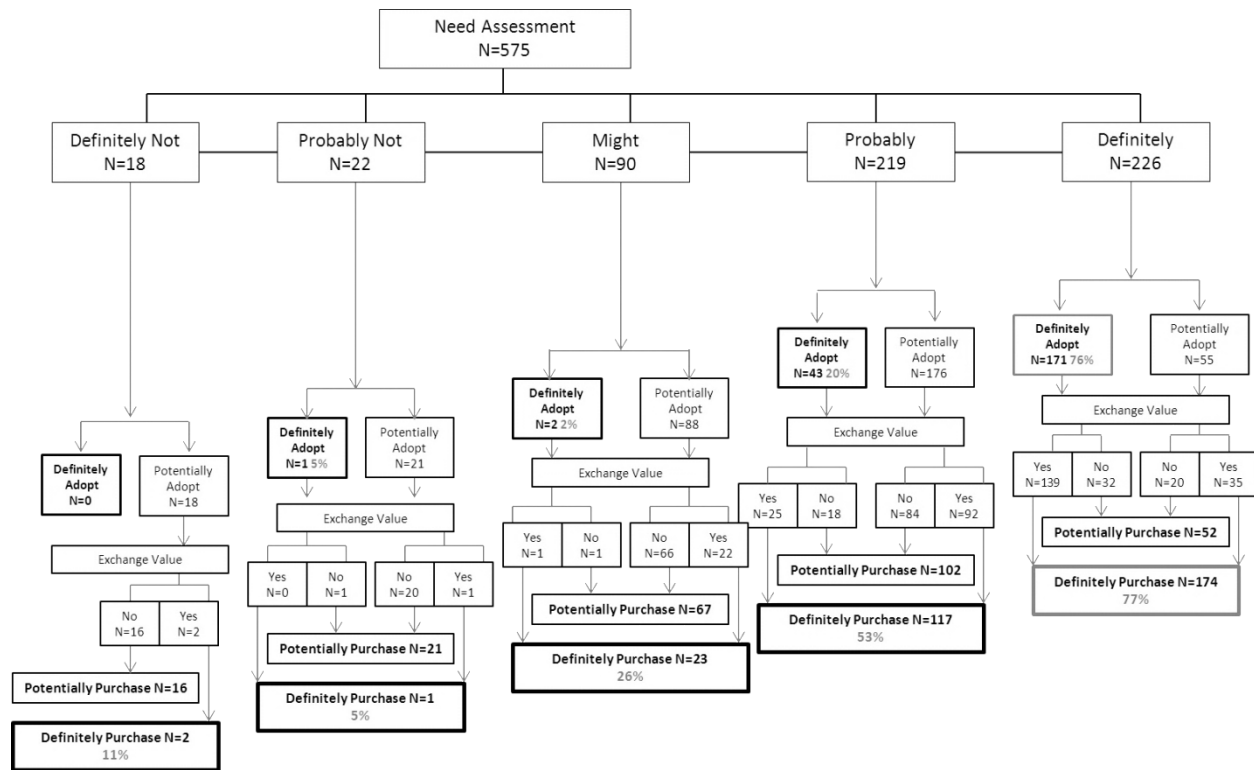 Need Assessment
N=575
Definitely Not
N=18
Probably Not
N=22
Might
N=90
Probably
N=219
Definitely
N=226
Definitely
Adopt
N=0
Potentially
Adopt
N=18
Exchange Value
No
N=16
Yes
N=2
Potentially Purchase N=16
Definitely Purchase N=2
11%
Definitely
Adopt
N=1 5%
Potentially
Adopt
N=21
Exchange Value
Yes
N=0
No
N=1
No
N=20
Yes
N=1
Potentially Purchase N=21
Definitely Purchase N=1
5%
Definitely
Adopt
N=2 2%
Potentially
Adopt
N=88
Exchange Value
Yes
N=1
No
N=1
No
N=66
Yes
N=22
Potentially Purchase N=67
Definitely Purchase N=23
26%
Definitely
Adopt
N=43 20%
Potentially
Adopt
N=176
Exchange Value
Yes
N=25
No
N=18
No
N=84
Yes
N=92
Potentially Purchase N=102
Definitely Purchase N=117
53%
Definitely
Adopt
N=171 76%
Potentially
Adopt
N=55
Exchange Value
Yes
N=139
No
N=32
No
N=20
Yes
N=35
Potentially Purchase N=52
Definitely Purchase N=174
77%